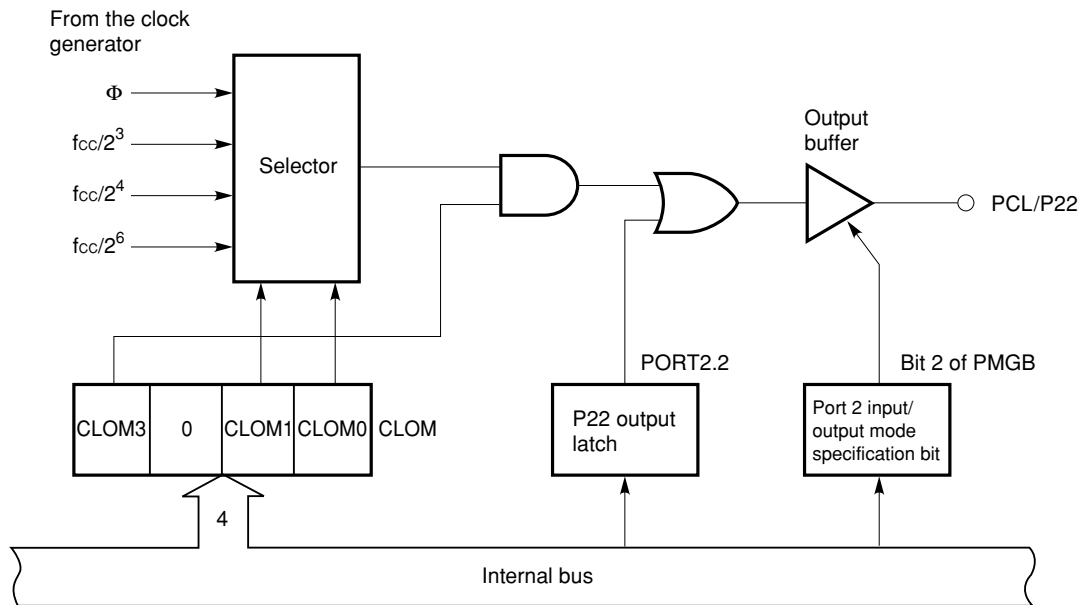 From the clock
generator
Φ
fcc/2³
fcc/2⁴
fcc/2⁶
Selector
Output
buffer
PCL/P22
PORT2.2
Bit 2 of PMGB
CLOM3 0 CLOM1 CLOM0 CLOM
P22 output
latch
Port 2 input/
output mode
specification bit
4
Internal bus